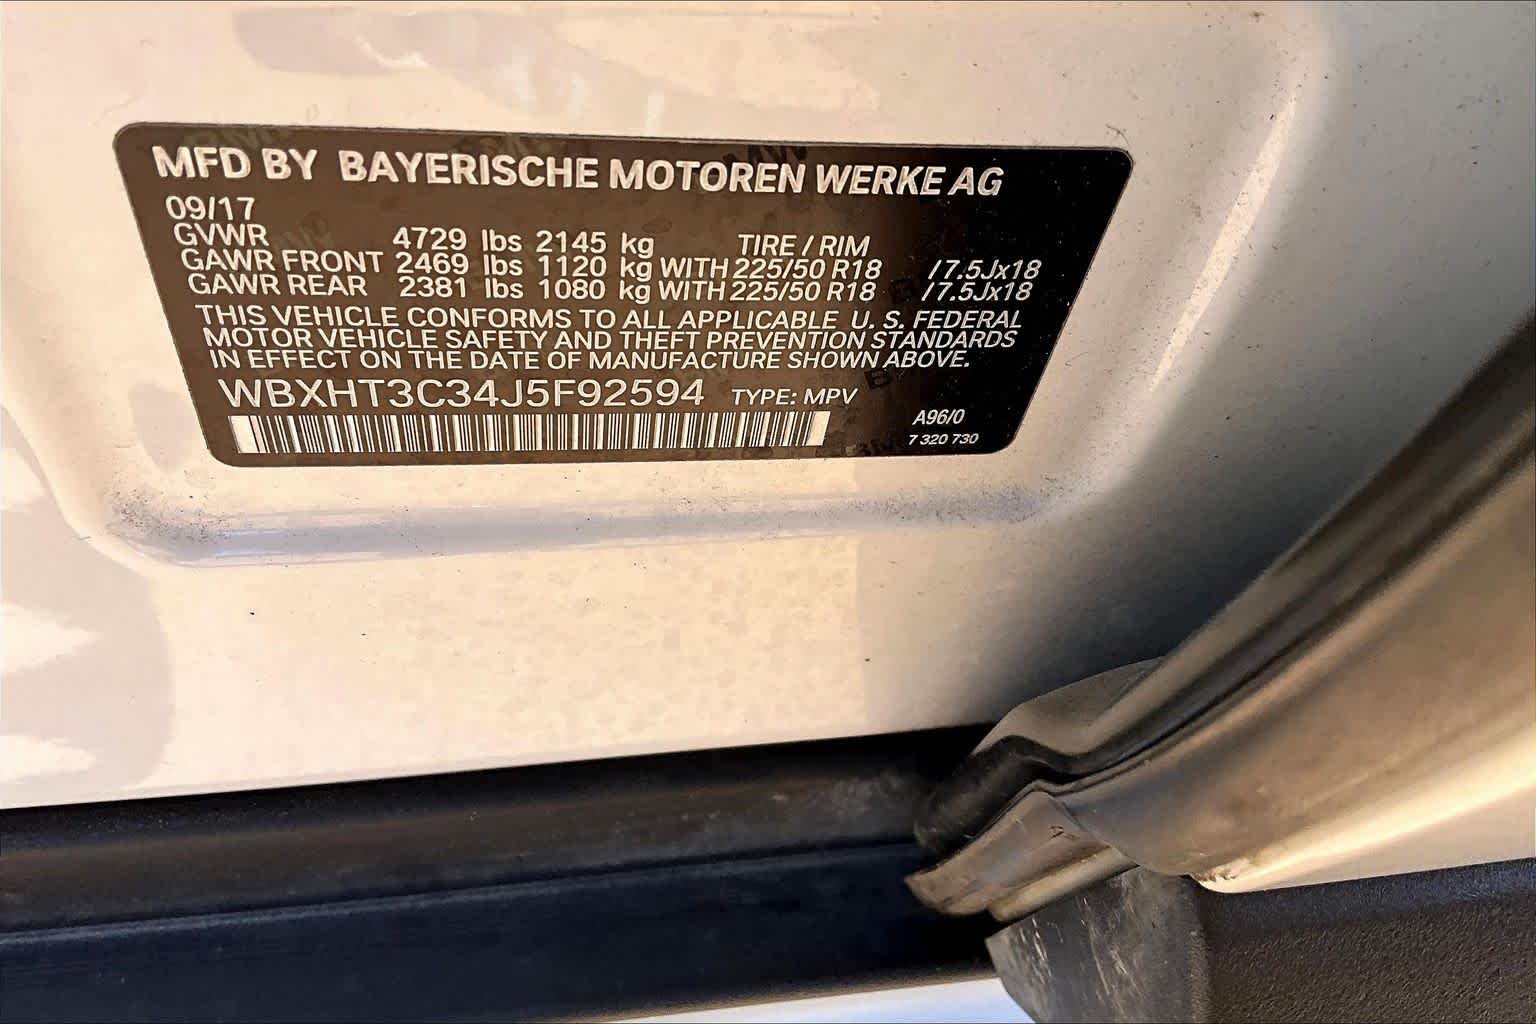 MFD BY BAYERISCHE MOTOREN WERKE AG
09/17
GVWR 4729 lbs 2145 kg TIRE / RIM
GAWR FRONT 2469 lbs 1120 kg WITH 225/50 R18 /7.5Jx18
GAWR REAR 2381 lbs 1080 kg WITH 225/50 R18 /7.5Jx18
THIS VEHICLE CONFORMS TO ALL APPLICABLE U. S. FEDERAL
MOTOR VEHICLE SAFETY AND THEFT PREVENTION STANDARDS
IN EFFECT ON THE DATE OF MANUFACTURE SHOWN ABOVE.
WBXHT3C34J5F92594 TYPE: MPV
A96/0
7 320 730